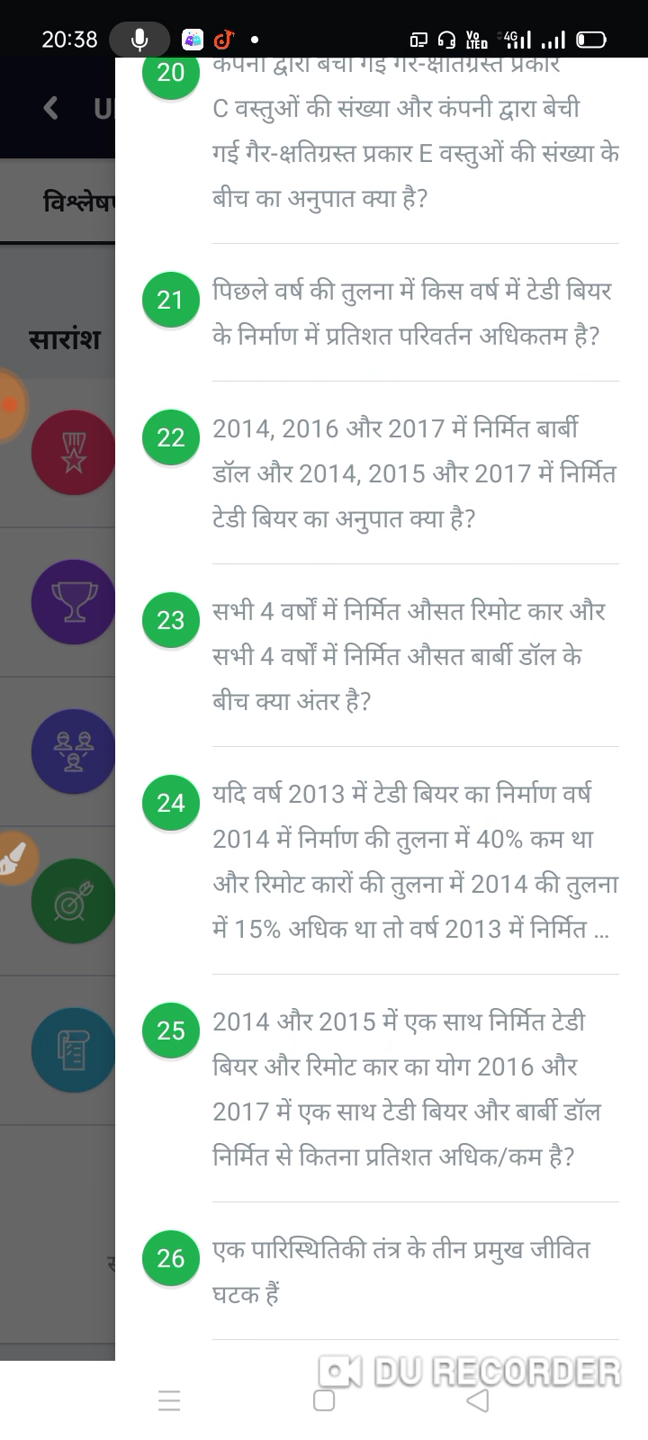 20:38
Vo
LTED
4G
U
विश्लेष
सारांश
20
कंपनी द्वारा बेची गई गैर-क्षतिग्रस्त प्रकार
C वस्तुओं की संख्या और कंपनी द्वारा बेची
गई गैर-क्षतिग्रस्त प्रकार E वस्तुओं की संख्या के
बीच का अनुपात क्या है?
21
पिछले वर्ष की तुलना में किस वर्ष में टेडी बियर
के निर्माण में प्रतिशत परिवर्तन अधिकतम है?
22
2014, 2016 और 2017 में निर्मित बार्बी
डॉल और 2014, 2015 और 2017 में निर्मित
टेडी बियर का अनुपात क्या है?
23
सभी 4 वर्षों में निर्मित औसत रिमोट कार और
सभी 4 वर्षों में निर्मित औसत बार्बी डॉल के
बीच क्या अंतर है?
24
यदि वर्ष 2013 में टेडी बियर का निर्माण वर्ष
2014 में निर्माण की तुलना में 40% कम था
और रिमोट कारों की तुलना में 2014 की तुलना
में 15% अधिक था तो वर्ष 2013 में निर्मित ...
25
2014 और 2015 में एक साथ निर्मित टेडी
बियर और रिमोट कार का योग 2016 और
2017 में एक साथ टेडी बियर और बार्बी डॉल
निर्मित से कितना प्रतिशत अधिक/कम है?
26
एक पारिस्थितिकी तंत्र के तीन प्रमुख जीवित
घटक हैं
DU RECORDER